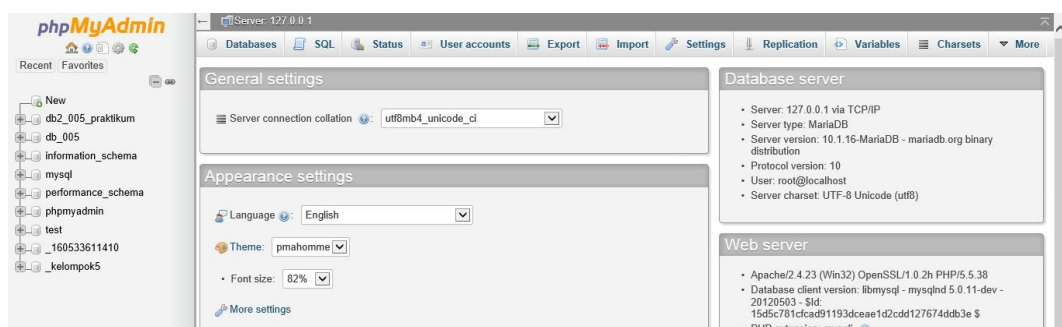 phpMyAdmin
Recent Favorites
New
db2_005_praktikum
db_005
information_schema
mysql
performance_schema
phpmyadmin
test
_160533611410
_kelompok5
Server: 127.0.0.1
Databases SQL Status User accounts Export Import Settings Replication Variables Charsets More
General settings
Server connection collation : utf8mb4_unicode_ci
Appearance settings
Language : English
Theme: pmahomme
Font size: 82%
More settings
Database server
Server: 127.0.0.1 via TCP/IP
Server type: MariaDB
Server version: 10.1.16-MariaDB - mariadb.org binary
distribution
Protocol version: 10
User: root@localhost
Server charset: UTF-8 Unicode (utf8)
Web server
Apache/2.4.23 (Win32) OpenSSL/1.0.2h PHP/5.5.38
Database client version: libmysql - mysqlnd 5.0.11-dev -
20120503 - $Id:
15d5c781cfcad91193dceae1d2cdd127674ddb3e $